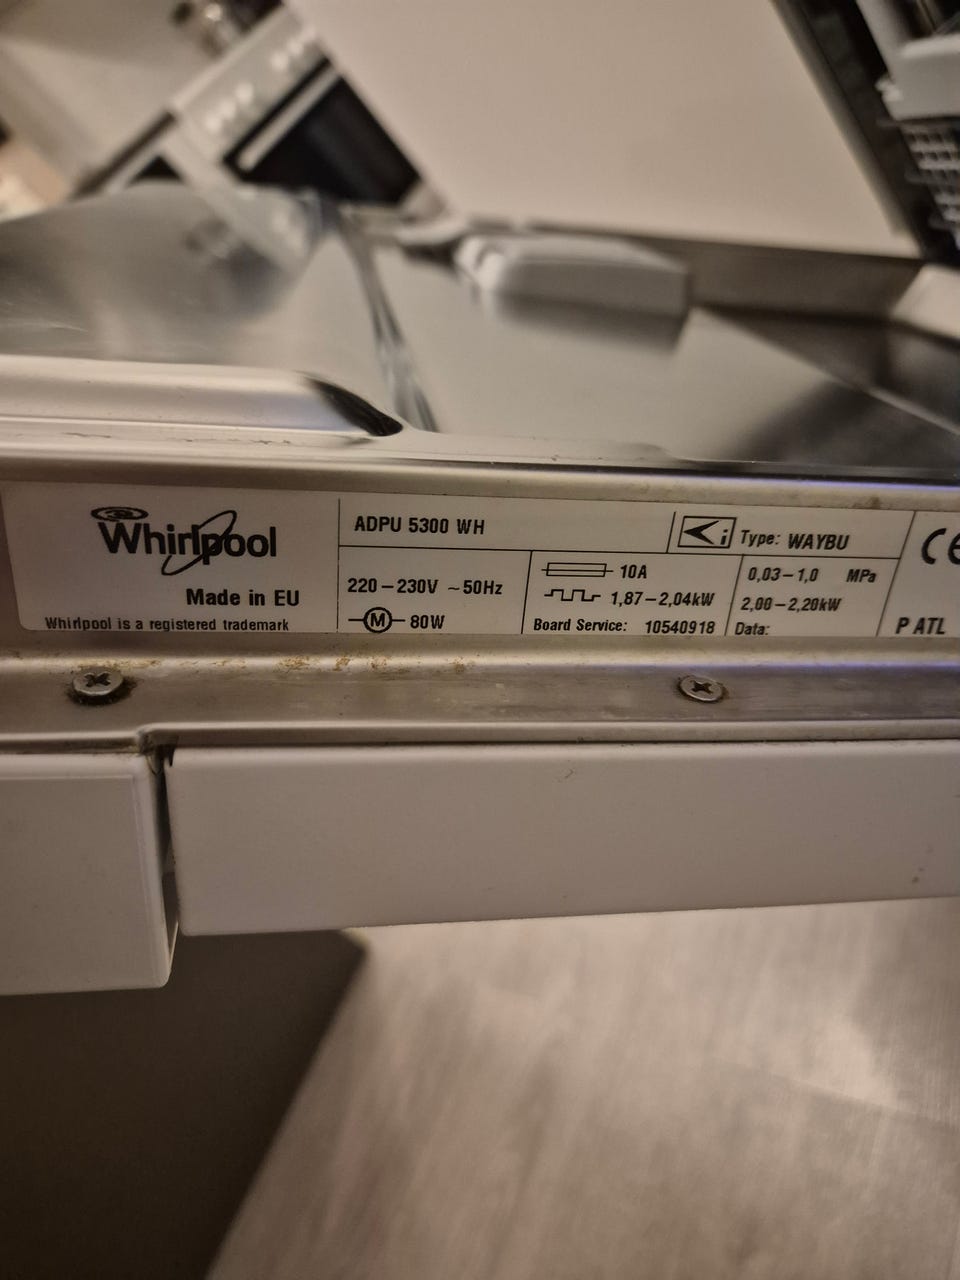 Whirlpool
Made in EU
Whirlpool is a registered trademark
ADPU 5300 WH
220-230V ~50Hz
M 80W
i Type: WAYBU
10A
1,87-2,04kW
Board Service: 10540918
0,03-1,0 MPa
2,00-2,20kW
Data:
CE
P ATL